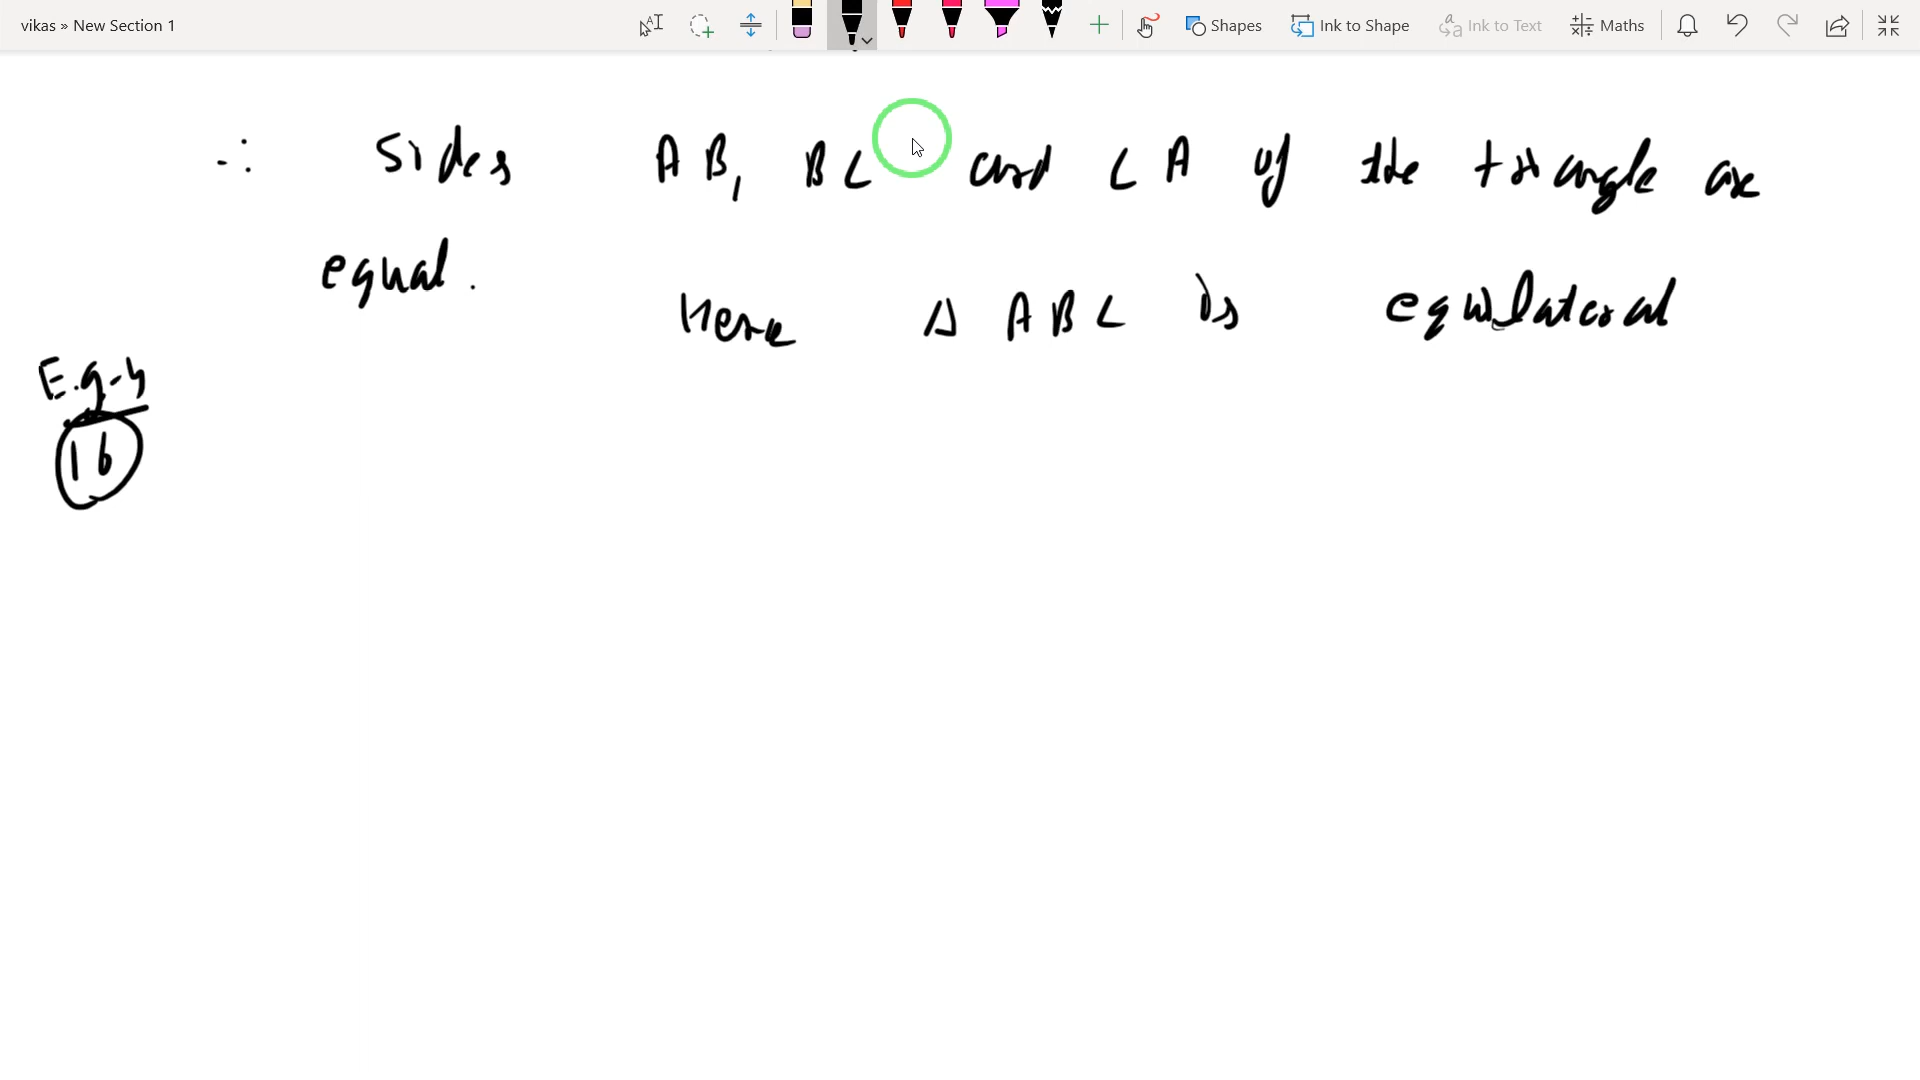 vikas » New Section 1
Shapes Ink to Shape Ink to Text Maths
∴ Sides AB, BC and CA of the triangle are
equal.
Hence Δ ABC is equilateral
E.g-4
16